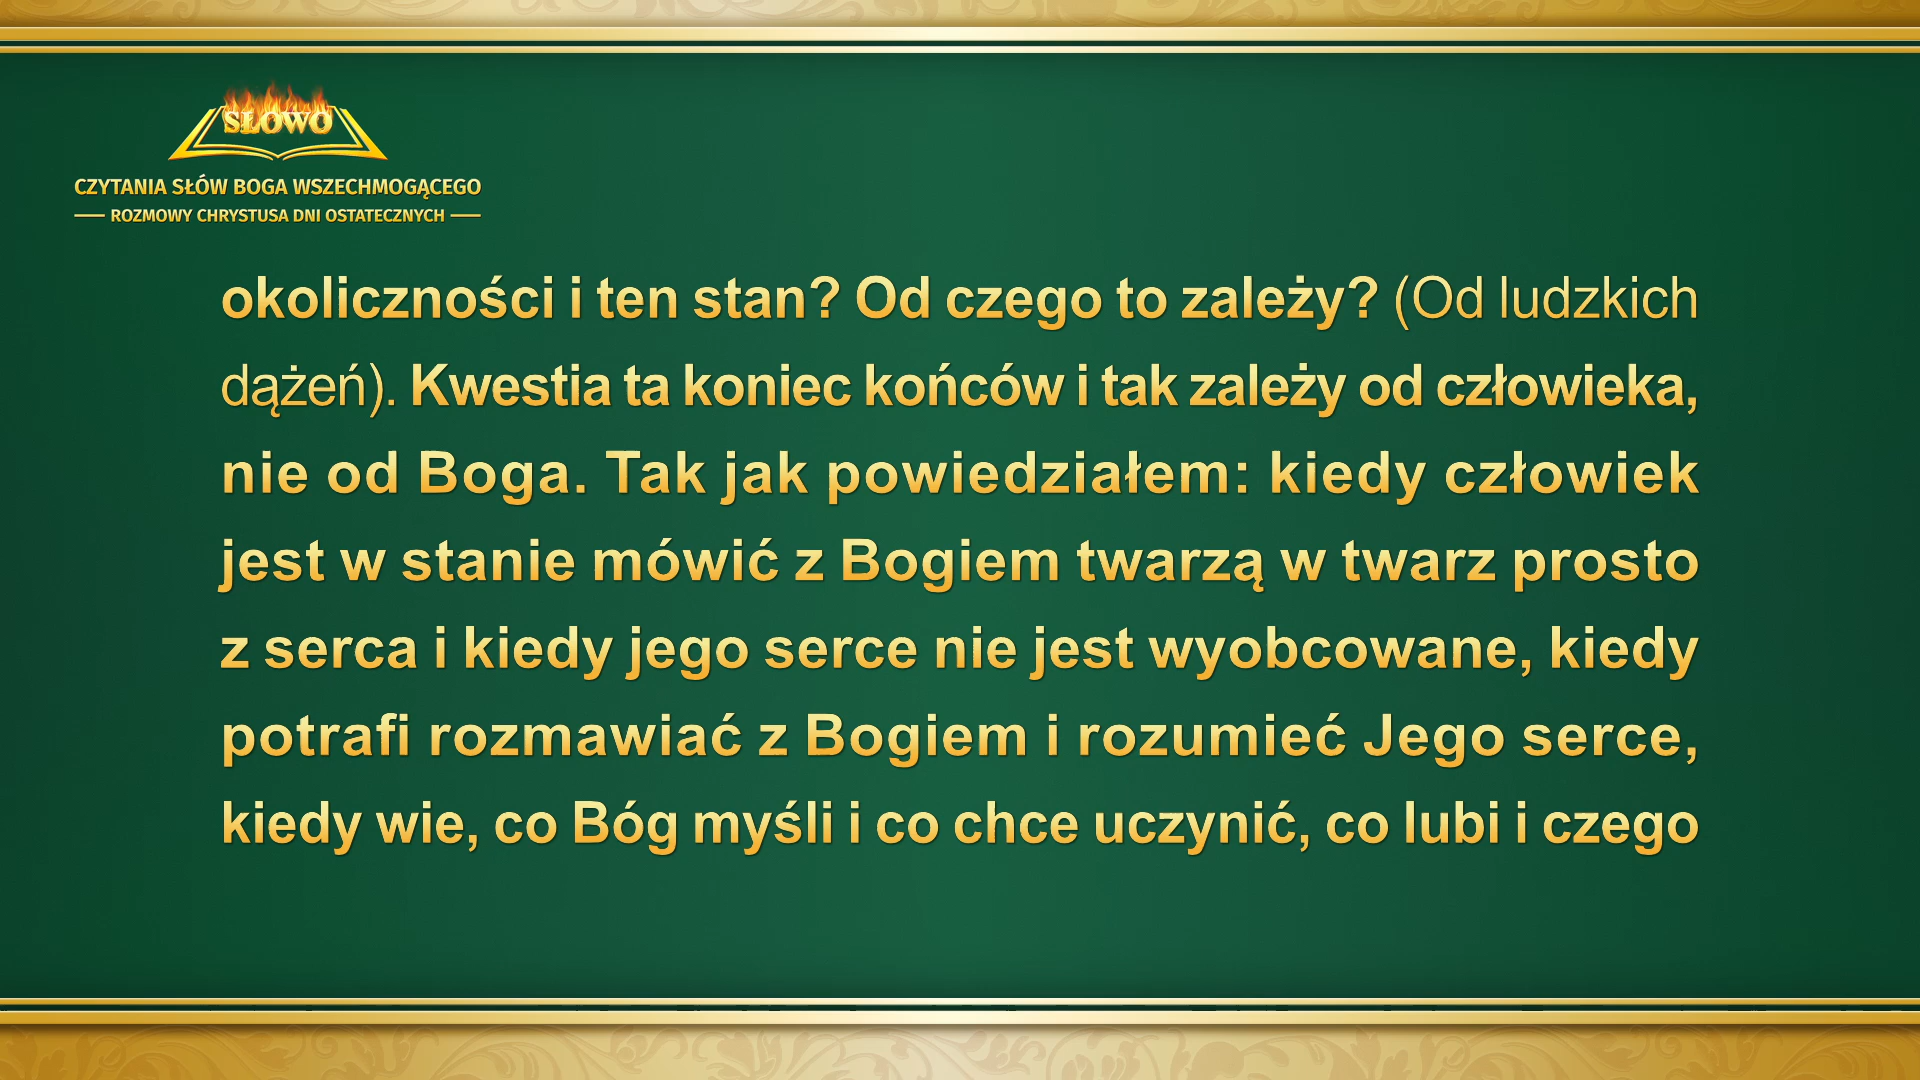 SŁOWO
CZYTANIA SŁÓW BOGA WSZECHMOGĄCEGO
ROZMOWY CHRYSTUSA DNI OSTATECZNYCH
okoliczności i ten stan? Od czego to zależy? (Od ludzkich
dążeń). Kwestia ta koniec końców i tak zależy od człowieka,
nie od Boga. Tak jak powiedziałem: kiedy człowiek
jest w stanie mówić z Bogiem twarzą w twarz prosto
z serca i kiedy jego serce nie jest wyobcowane, kiedy
potrafi rozmawiać z Bogiem i rozumieć Jego serce,
kiedy wie, co Bóg myśli i co chce uczynić, co lubi i czego